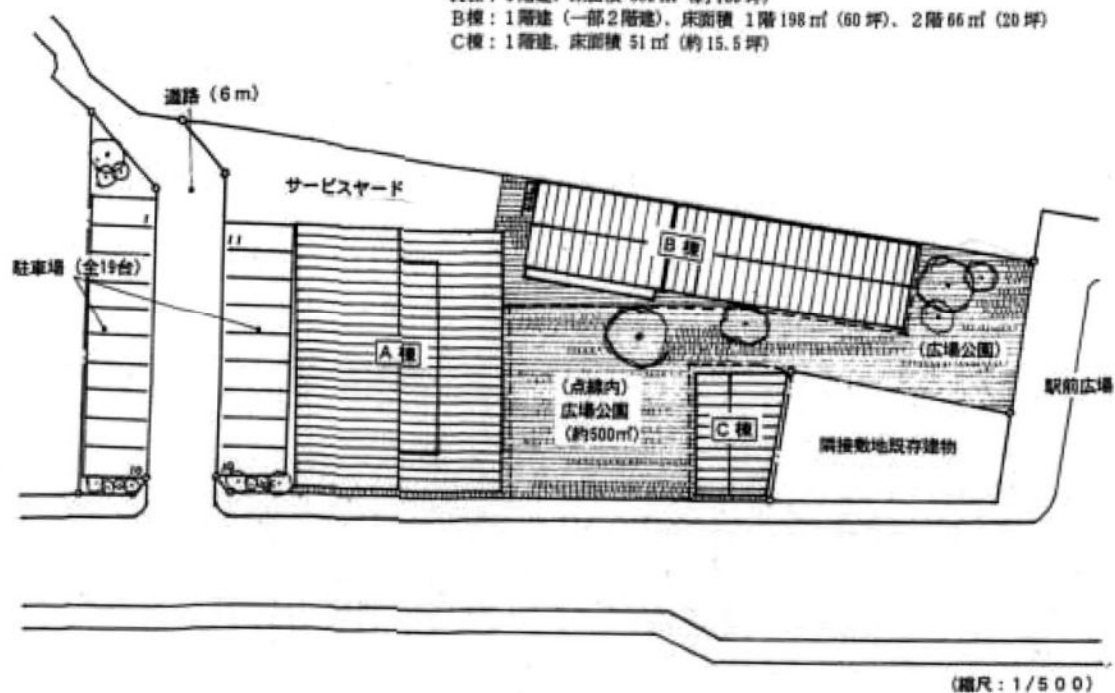 B棟：1階建（一部2階建）、床面積 1階198㎡（60坪）、2階66㎡（20坪）
C棟：1階建、床面積 51㎡（約15.5坪）
道路（6m）
サービスヤード
B棟
1
11
駐車場（全19台）
A棟
（広場公園）
（点線内）
広場公園
（約500㎡）
駅前広場
C棟
隣接敷地既存建物
10
19
（縮尺：1/500）